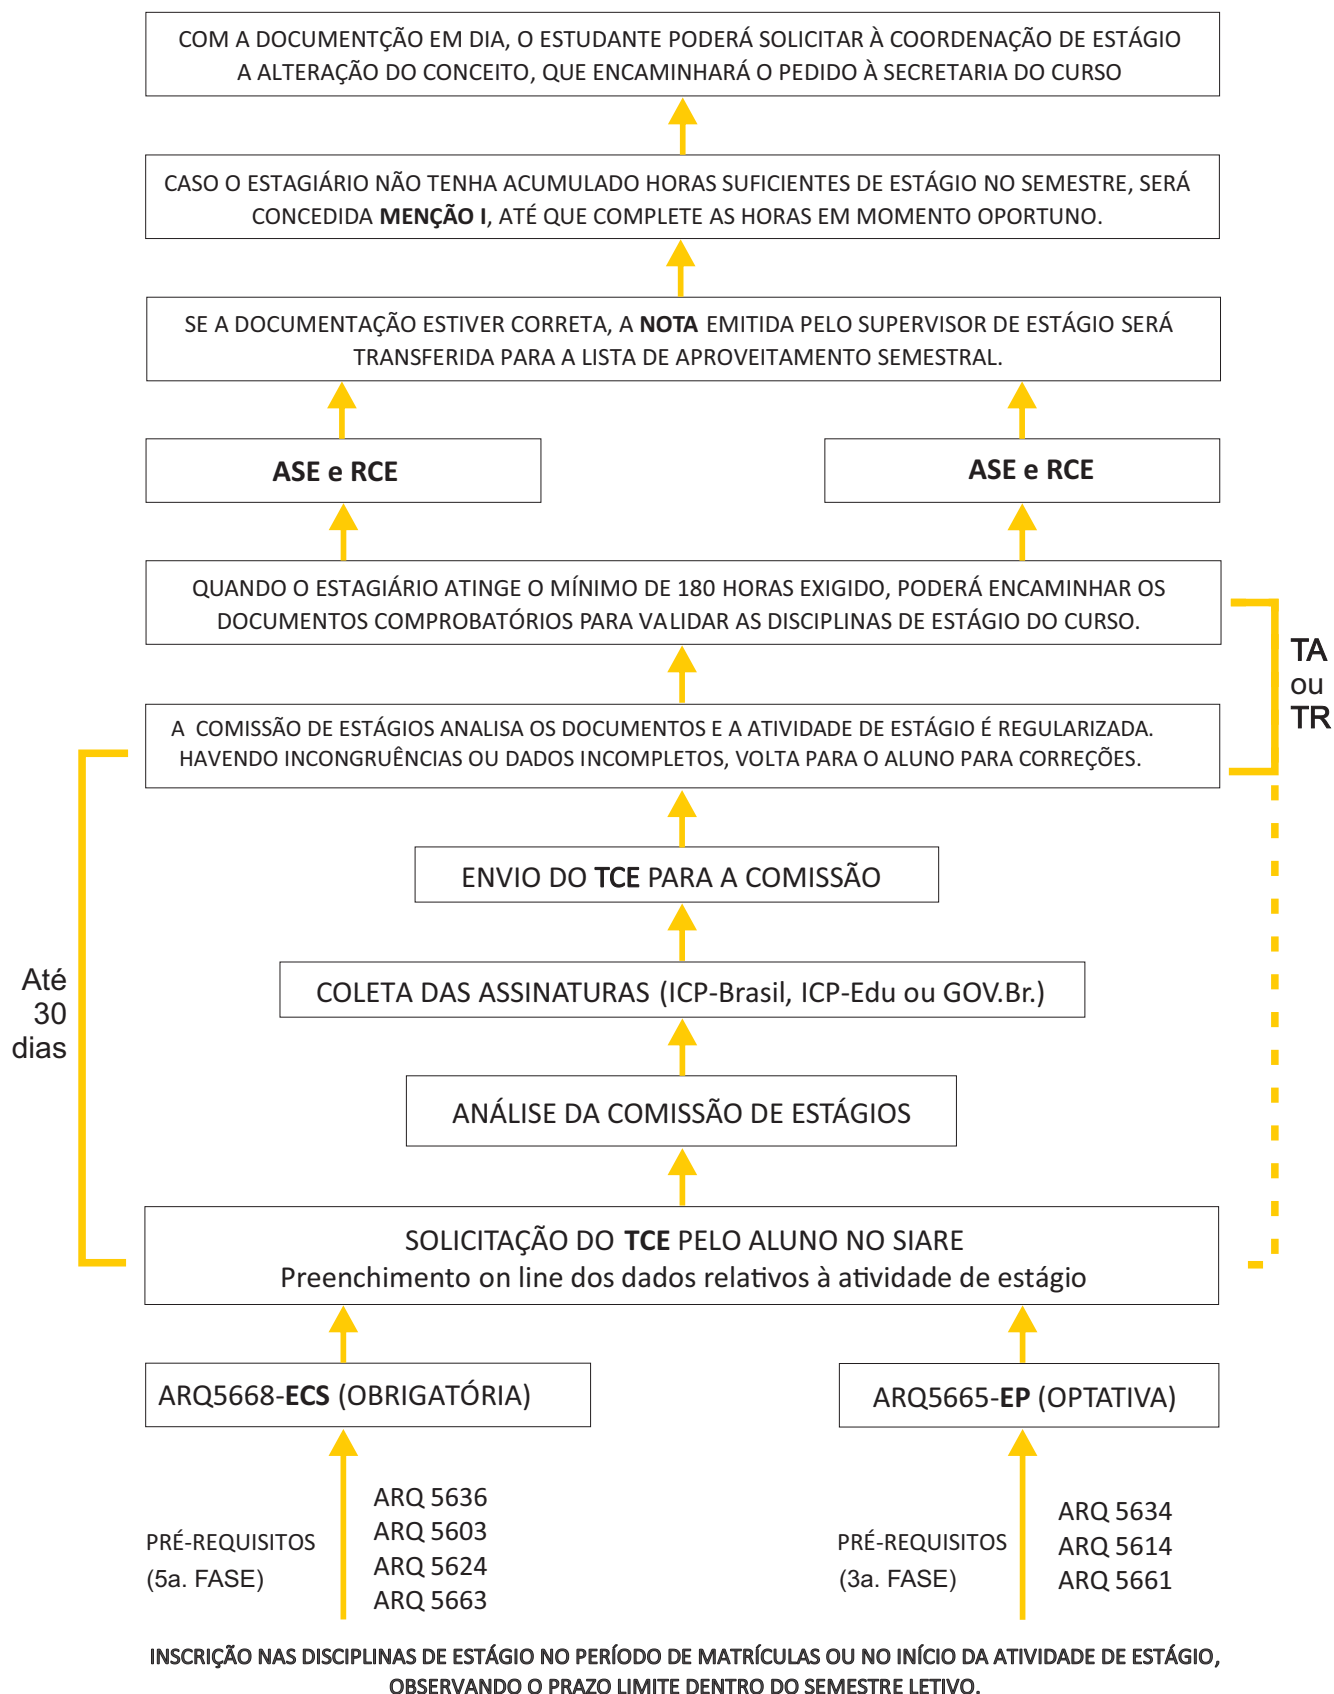 COM A DOCUMENTÇÃO EM DIA, O ESTUDANTE PODERÁ SOLICITAR À COORDENAÇÃO DE ESTÁGIO
A ALTERAÇÃO DO CONCEITO, QUE ENCAMINHARÁ O PEDIDO À SECRETARIA DO CURSO
CASO O ESTAGIÁRIO NÃO TENHA ACUMULADO HORAS SUFICIENTES DE ESTÁGIO NO SEMESTRE, SERÁ
CONCEDIDA MENÇÃO I, ATÉ QUE COMPLETE AS HORAS EM MOMENTO OPORTUNO.
SE A DOCUMENTAÇÃO ESTIVER CORRETA, A NOTA EMITIDA PELO SUPERVISOR DE ESTÁGIO SERÁ
TRANSFERIDA PARA A LISTA DE APROVEITAMENTO SEMESTRAL.
ASE e RCE
ASE e RCE
QUANDO O ESTAGIÁRIO ATINGE O MÍNIMO DE 180 HORAS EXIGIDO, PODERÁ ENCAMINHAR OS
DOCUMENTOS COMPROBATÓRIOS PARA VALIDAR AS DISCIPLINAS DE ESTÁGIO DO CURSO.
TA
ou
TR
A COMISSÃO DE ESTÁGIOS ANALISA OS DOCUMENTOS E A ATIVIDADE DE ESTÁGIO É REGULARIZADA.
HAVENDO INCONGRUÊNCIAS OU DADOS INCOMPLETOS, VOLTA PARA O ALUNO PARA CORREÇÕES.
ENVIO DO TCE PARA A COMISSÃO
Até
30
dias
COLETA DAS ASSINATURAS (ICP-Brasil, ICP-Edu ou GOV.Br.)
ANÁLISE DA COMISSÃO DE ESTÁGIOS
SOLICITAÇÃO DO TCE PELO ALUNO NO SIARE
Preenchimento on line dos dados relativos à atividade de estágio
ARQ5668-ECS (OBRIGATÓRIA)
ARQ5665-EP (OPTATIVA)
PRÉ-REQUISITOS
(5a. FASE)
ARQ 5636
ARQ 5603
ARQ 5624
ARQ 5663
PRÉ-REQUISITOS
(3a. FASE)
ARQ 5634
ARQ 5614
ARQ 5661
INSCRIÇÃO NAS DISCIPLINAS DE ESTÁGIO NO PERÍODO DE MATRÍCULAS OU NO INÍCIO DA ATIVIDADE DE ESTÁGIO,
OBSERVANDO O PRAZO LIMITE DENTRO DO SEMESTRE LETIVO.